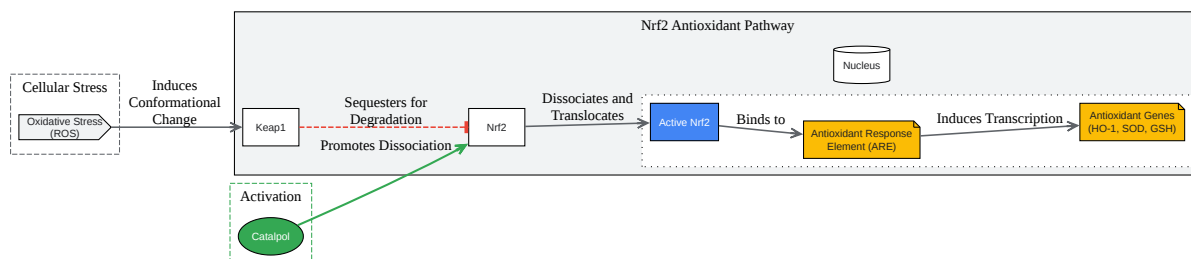 Nrf2 Antioxidant Pathway
Nucleus
Cellular Stress
Oxidative Stress
(ROS)
Induces
Conformational
Change
Keap1
Sequesters for
Degradation
Promotes Dissociation
Nrf2
Dissociates and
Translocates
Active Nrf2
Binds to
Antioxidant Response
Element (ARE)
Induces Transcription
Antioxidant Genes
(HO-1, SOD, GSH)
Activation
Catalpol